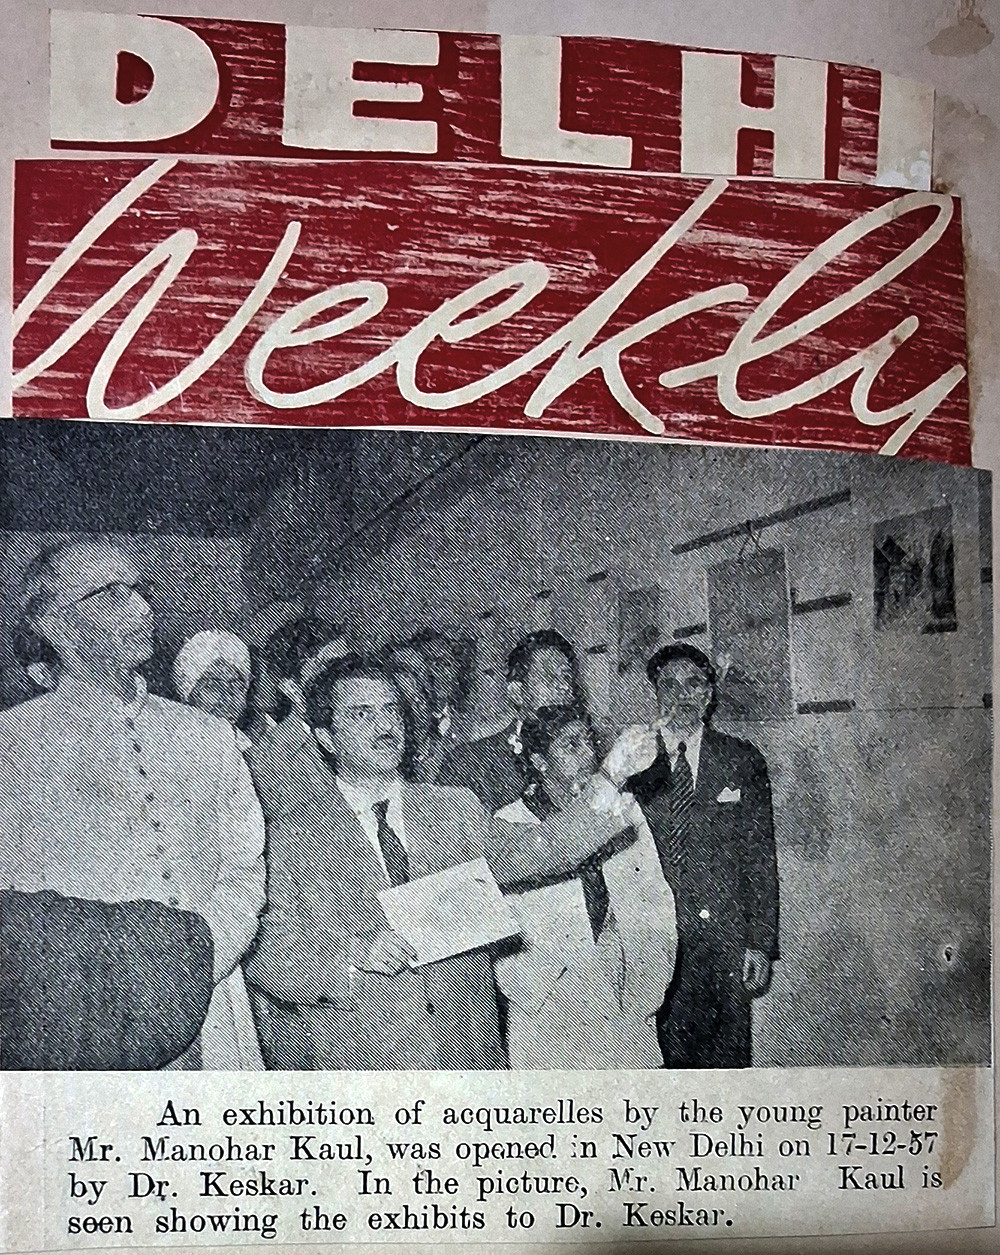 DELHI
Weekly
An exhibition of acquarelles by the young painter
Mr. Manohar Kaul, was opened in New Delhi on 17-12-57
by Dr. Keskar. In the picture, Mr. Manohar Kaul is
seen showing the exhibits to Dr. Keskar.